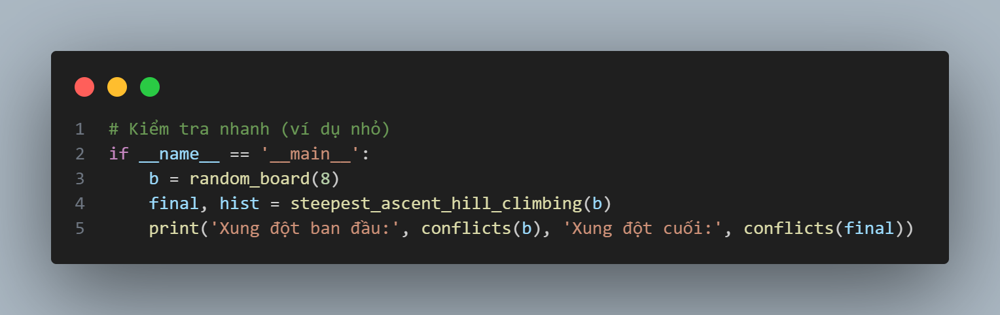 1 # Kiểm tra nhanh (ví dụ nhỏ)
2 if __name__ == '__main__':
3     b = random_board(8)
4     final, hist = steepest_ascent_hill_climbing(b)
5     print('Xung đột ban đầu:', conflicts(b), 'Xung đột cuối:', conflicts(final))